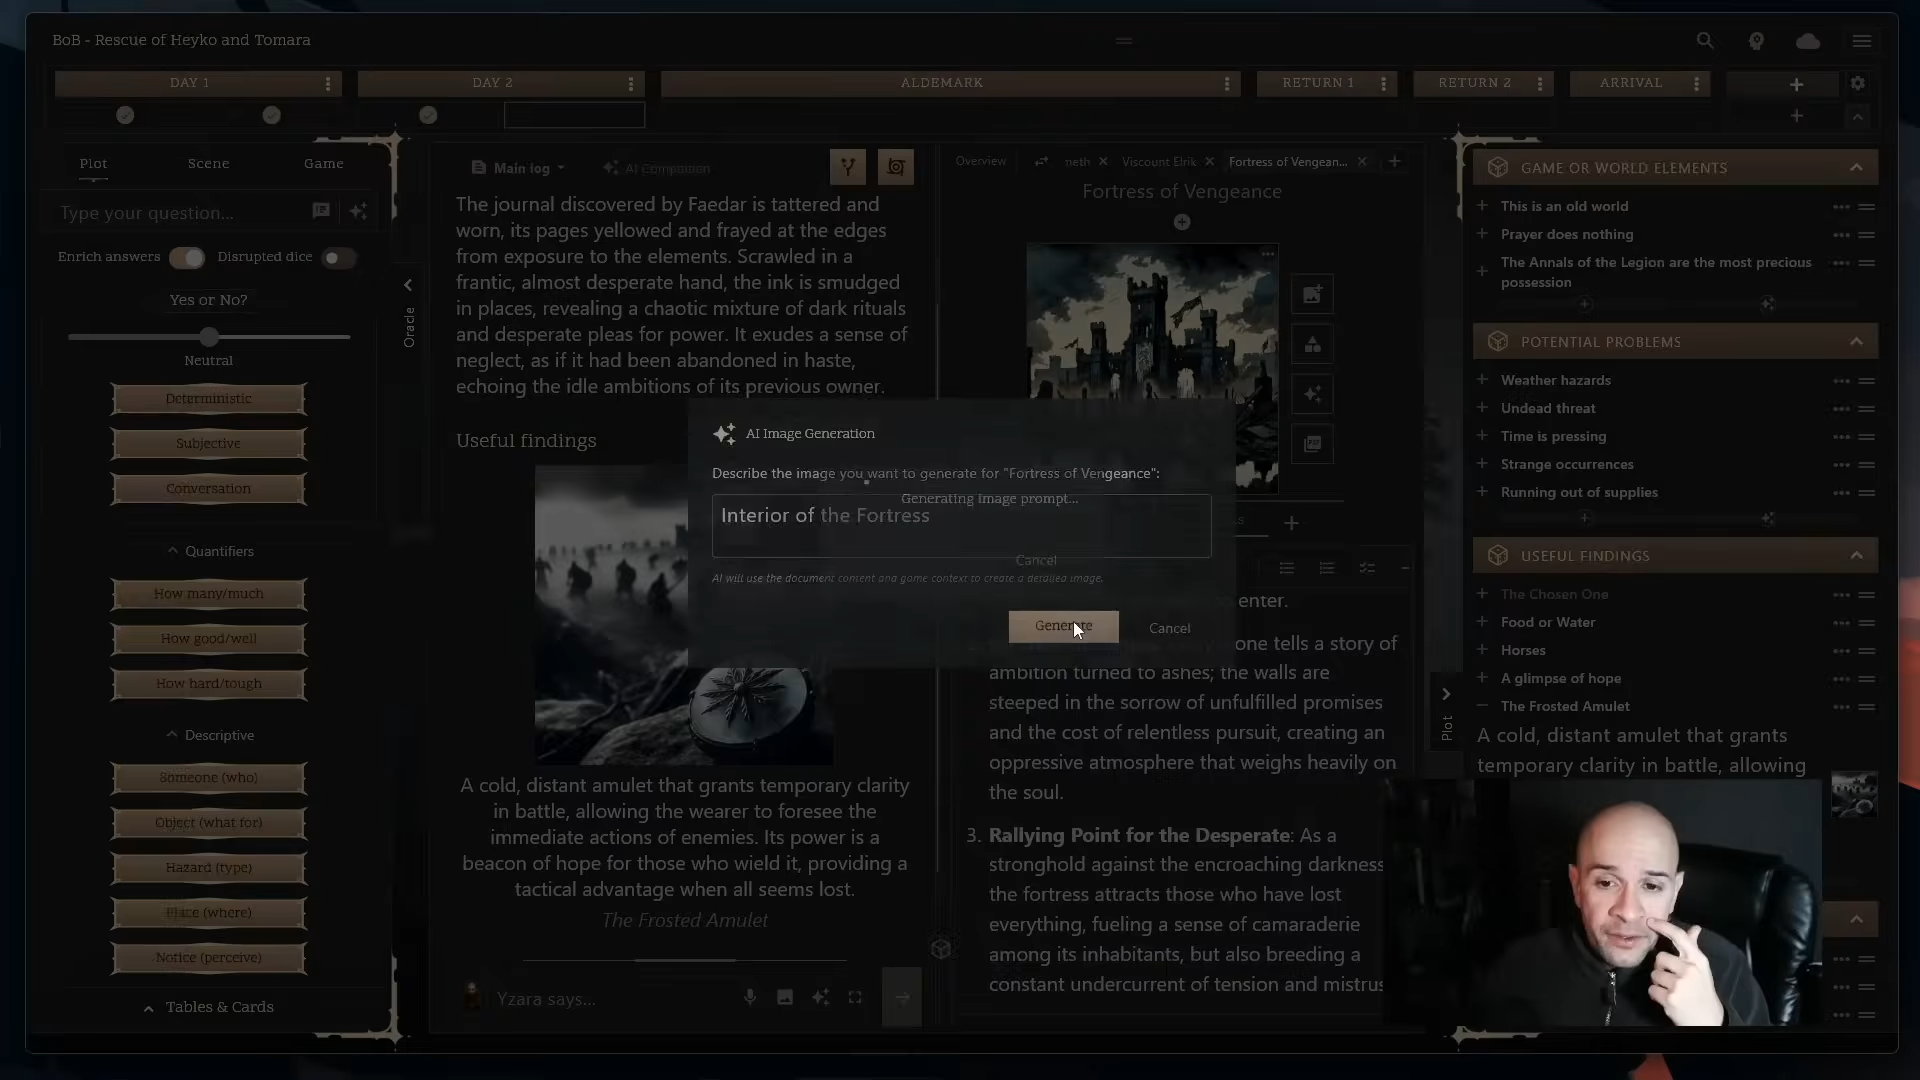 BoB - Rescue of Heyko and Tomara
DAY 1
DAY 2
ALDEMARK
RETURN 1
RETURN 2
ARRIVAL
Plot
Scene
Game
Type your question...
Enrich answers
Disrupted dice
Yes or No?
Neutral
Deterministic
Subjective
Conversation
Quantifiers
How many/much
How good/well
How hard/tough
Descriptive
Someone (who)
Object (what for)
Hazard (type)
Place (where)
Notice (perceive)
Tables & Cards
Oracle
Main log
AI Companion
The journal discovered by Faedar is tattered and
worn, its pages yellowed and frayed at the edges
from exposure to the elements. Scrawled in a
frantic, almost desperate hand, the ink is smudged
in places, revealing a chaotic mixture of dark rituals
and desperate pleas for power. It exudes a sense of
neglect, as if it had been abandoned in haste,
echoing the idle ambitions of its previous owner.
Useful findings
A cold, distant amulet that grants temporary clarity
in battle, allowing the wearer to foresee the
immediate actions of enemies. Its power is a
beacon of hope for those who wield it, providing a
tactical advantage when all seems lost.
The Frosted Amulet
Yzara says...
AI Image Generation
Describe the image you want to generate for "Fortress of Vengeance":
Generating image prompt...
Interior of the Fortress
Cancel
AI will use the document content and game context to create a detailed image.
Generate
Cancel
Overview
neth
Viscount Elrik
Fortress of Vengean...
Fortress of Vengeance
enter.
one tells a story of
ambition turned to ashes; the walls are
steeped in the sorrow of unfulfilled promises
and the cost of relentless pursuit, creating an
oppressive atmosphere that weighs heavily on
the soul.
3. Rallying Point for the Desperate: As a
stronghold against the encroaching darkness
the fortress attracts those who have lost
everything, fueling a sense of camaraderie
among its inhabitants, but also breeding a
constant undercurrent of tension and mistrus
Plot
GAME OR WORLD ELEMENTS
This is an old world
Prayer does nothing
The Annals of the Legion are the most precious
possession
POTENTIAL PROBLEMS
Weather hazards
Undead threat
Time is pressing
Strange occurrences
Running out of supplies
USEFUL FINDINGS
The Chosen One
Food or Water
Horses
A glimpse of hope
The Frosted Amulet
A cold, distant amulet that grants
temporary clarity in battle, allowing